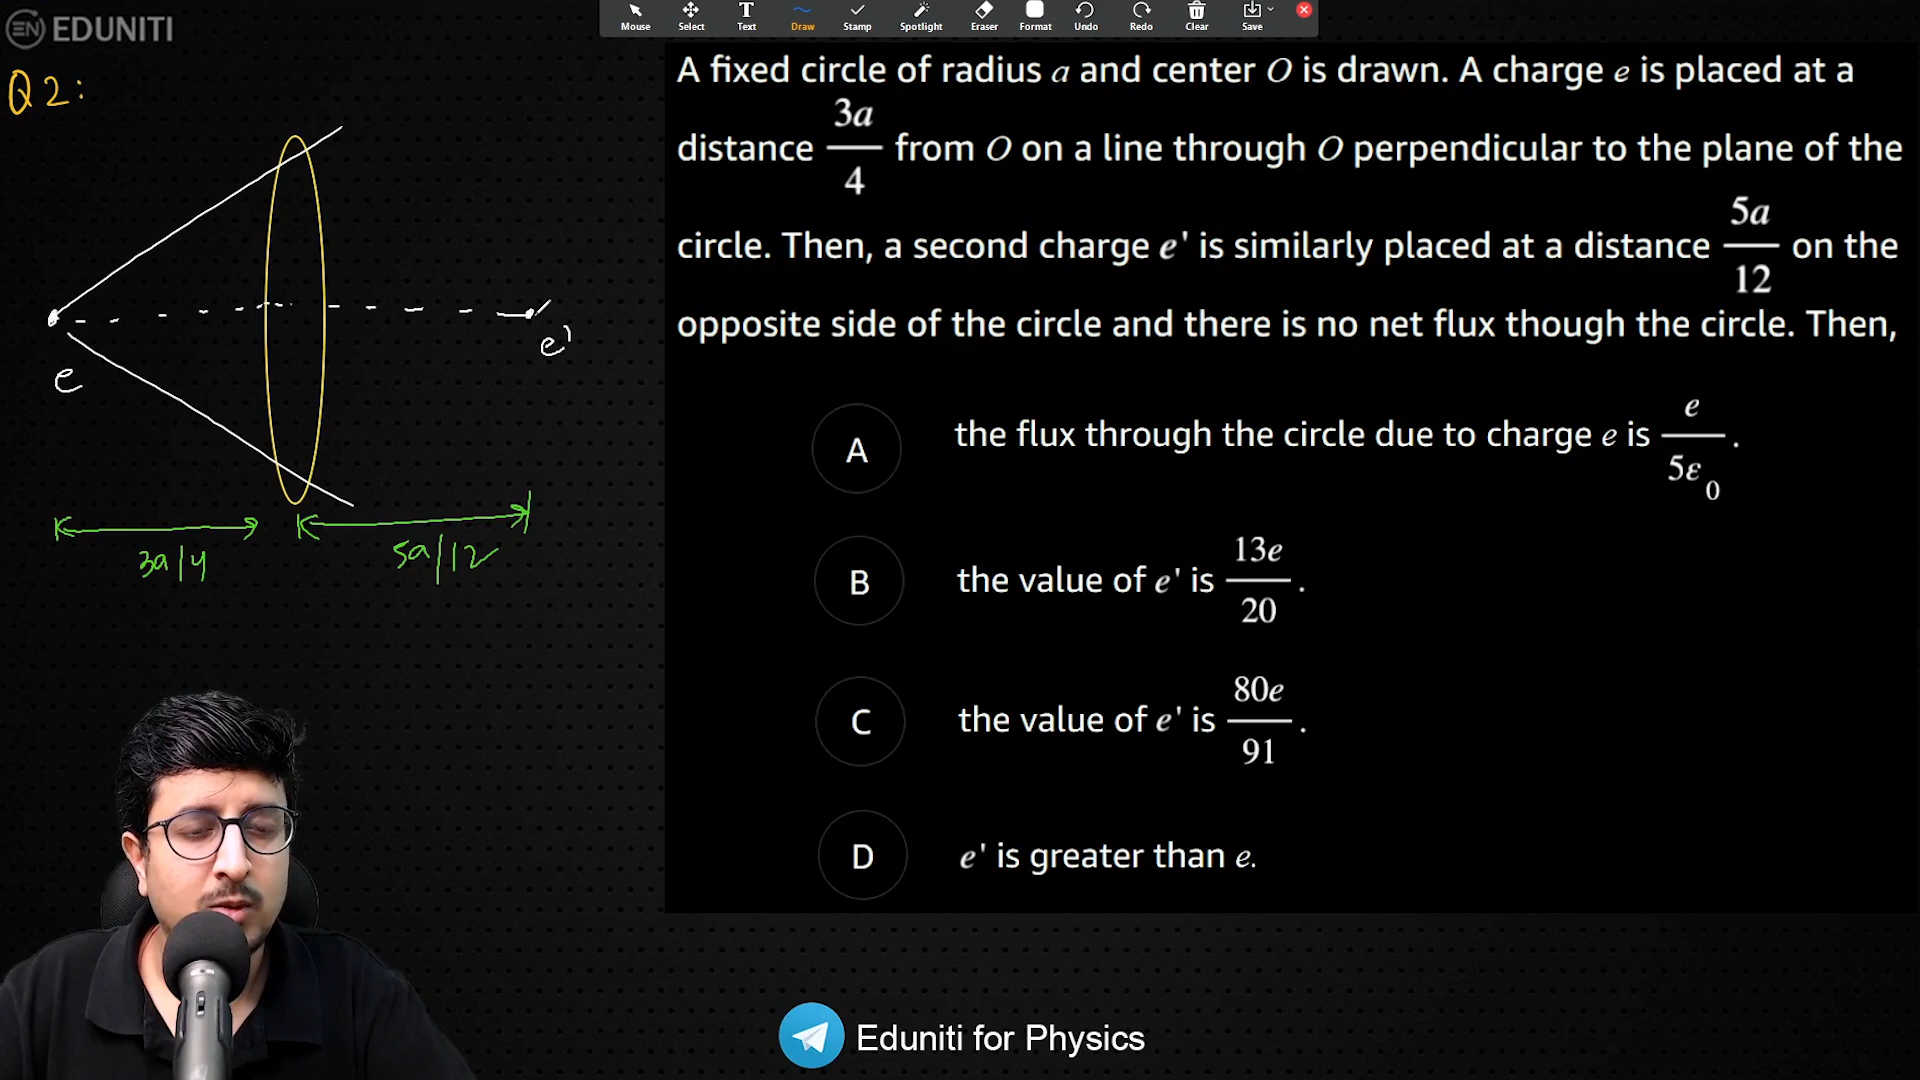 EN EDUNITI
Mouse Select Text Draw Stamp Spotlight Eraser Format Undo Redo Clear Save
Q2:
e
e'
3a/4
5a/12
A fixed circle of radius a and center O is drawn. A charge e is placed at a
distance 3a/4 from O on a line through O perpendicular to the plane of the
circle. Then, a second charge e' is similarly placed at a distance 5a/12 on the
opposite side of the circle and there is no net flux though the circle. Then,
A the flux through the circle due to charge e is e/5ε₀.
B the value of e' is 13e/20.
C the value of e' is 80e/91.
D e' is greater than e.
Eduniti for Physics